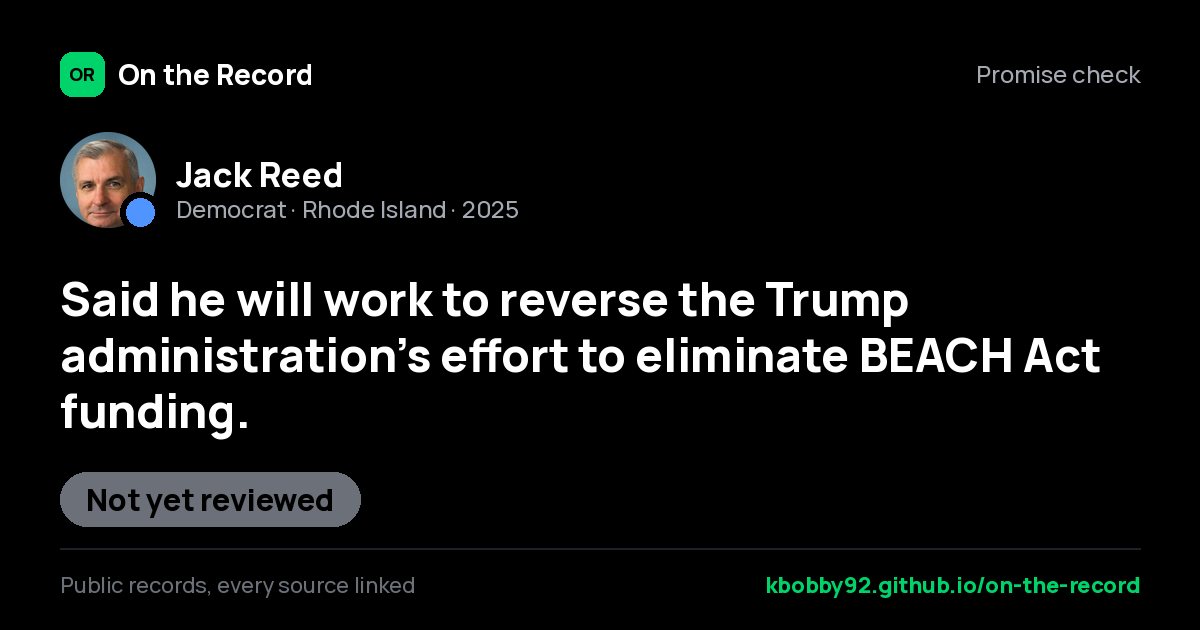 OR On the Record
Promise check
Jack Reed
Democrat · Rhode Island · 2025
Said he will work to reverse the Trump
administration’s effort to eliminate BEACH Act
funding.
Not yet reviewed
Public records, every source linked
kbobby92.github.io/on-the-record